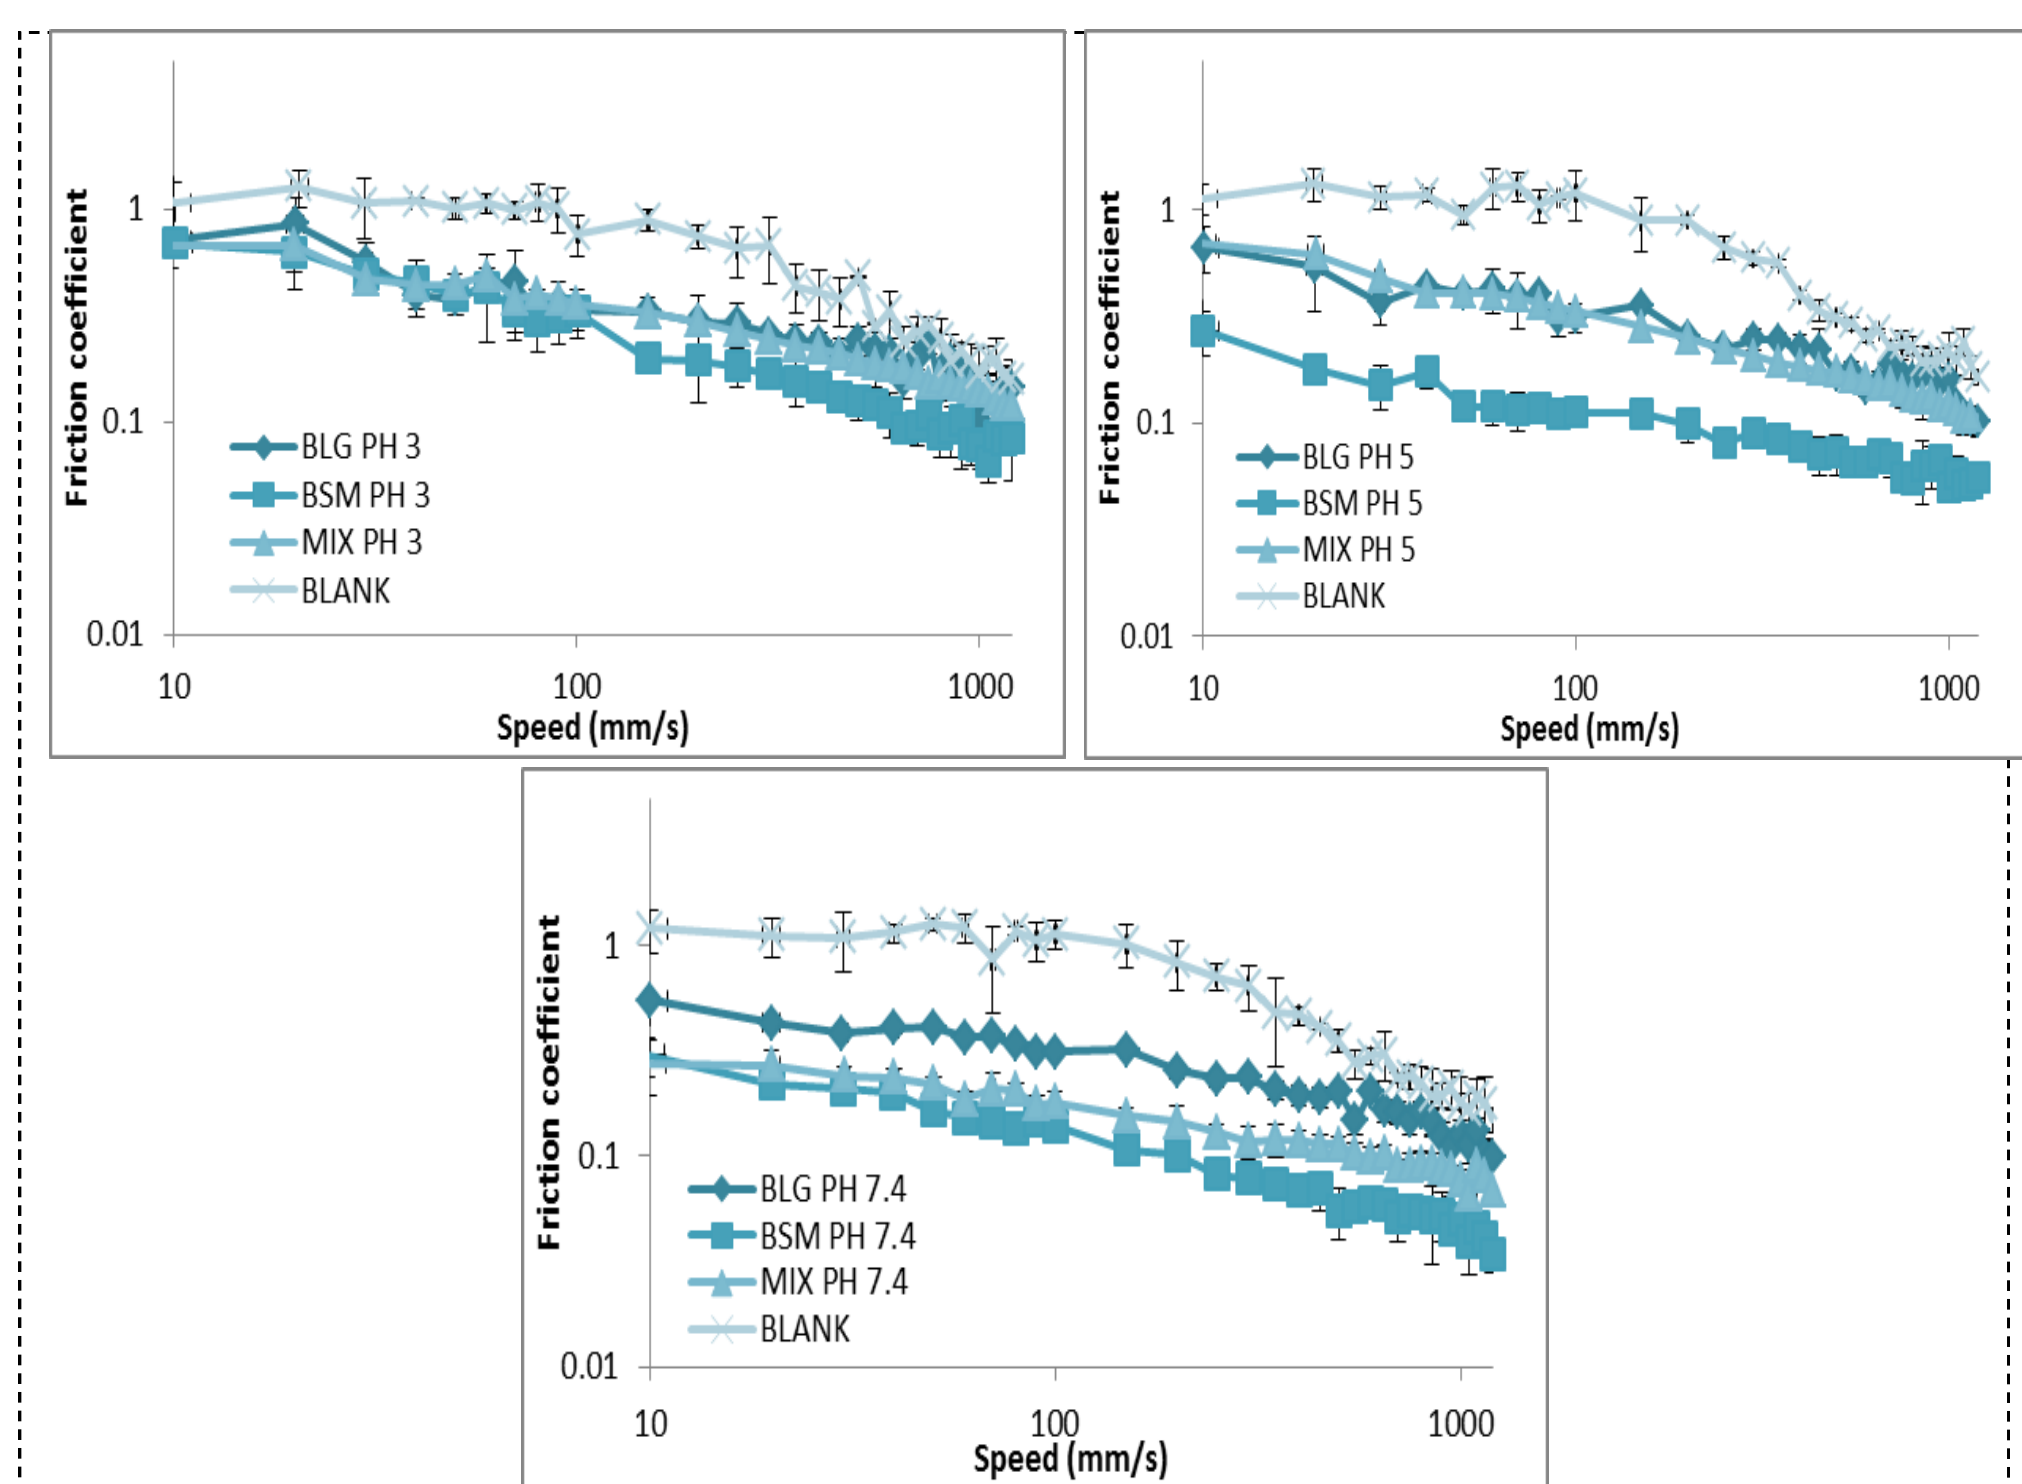 Friction coefficient
1
0.1
0.01
BLG PH 3
BSM PH 3
MIX PH 3
BLANK
10 100 1000
Speed (mm/s)
Friction coefficient
1
0.1
0.01
BLG PH 5
BSM PH 5
MIX PH 5
BLANK
10 100 1000
Speed (mm/s)
Friction coefficient
1
0.1
0.01
BLG PH 7.4
BSM PH 7.4
MIX PH 7.4
BLANK
10 100 1000
Speed (mm/s)